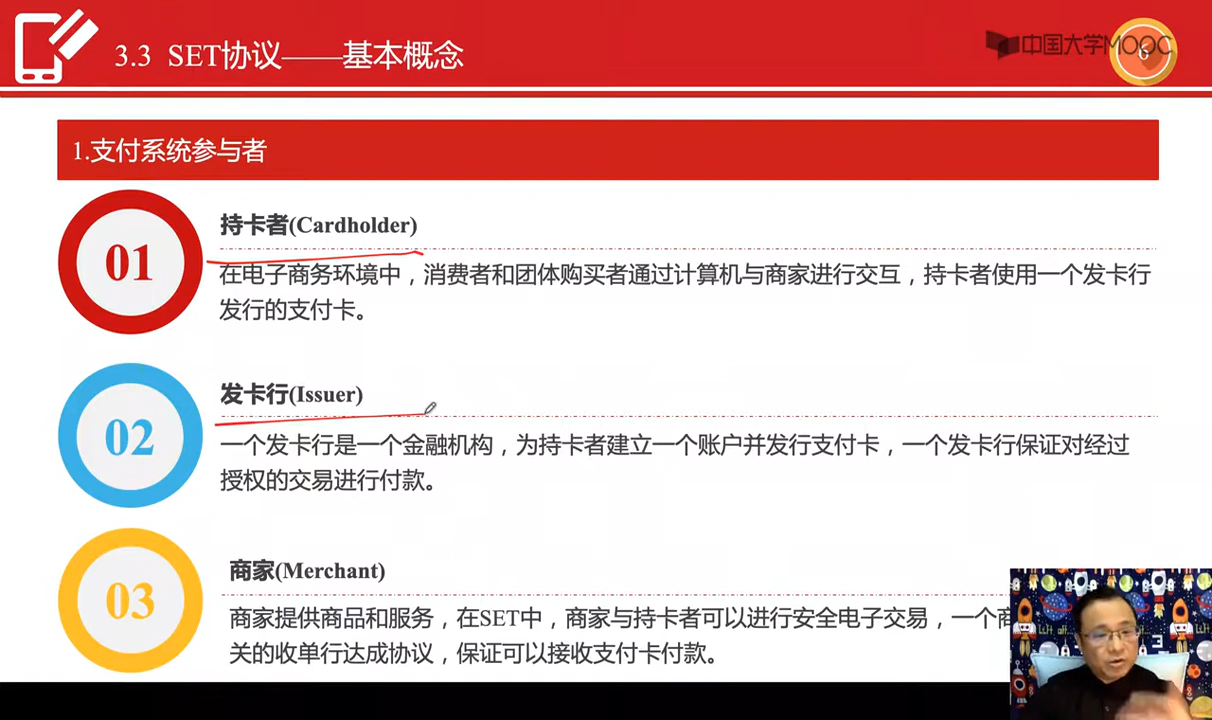 3.3 SET协议——基本概念
中国大学MOOC
6
1.支付系统参与者
01
持卡者(Cardholder)
在电子商务环境中，消费者和团体购买者通过计算机与商家进行交互，持卡者使用一个发卡行
发行的支付卡。
02
发卡行(Issuer)
一个发卡行是一个金融机构，为持卡者建立一个账户并发行支付卡，一个发卡行保证对经过
授权的交易进行付款。
03
商家(Merchant)
商家提供商品和服务，在SET中，商家与持卡者可以进行安全电子交易，一个商
关的收单行达成协议，保证可以接收支付卡付款。